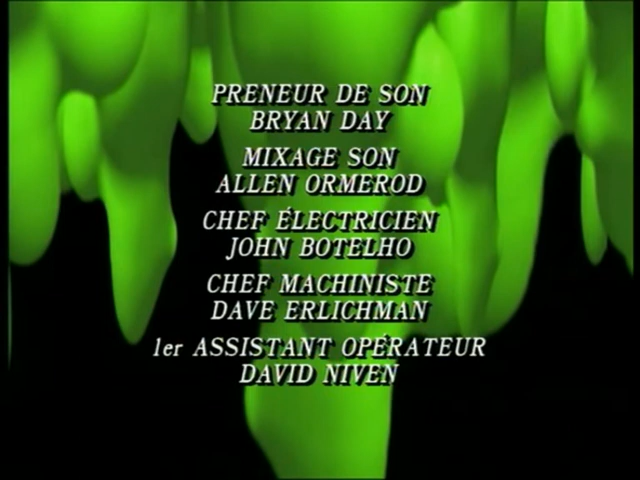 PRENEUR DE SON
BRYAN DAY
MIXAGE SON
ALLEN ORMEROD
CHEF ÉLECTRICIEN
JOHN BOTELHO
CHEF MACHINISTE
DAVE ERLICHMAN
1er ASSISTANT OPÉRATEUR
DAVID NIVEN